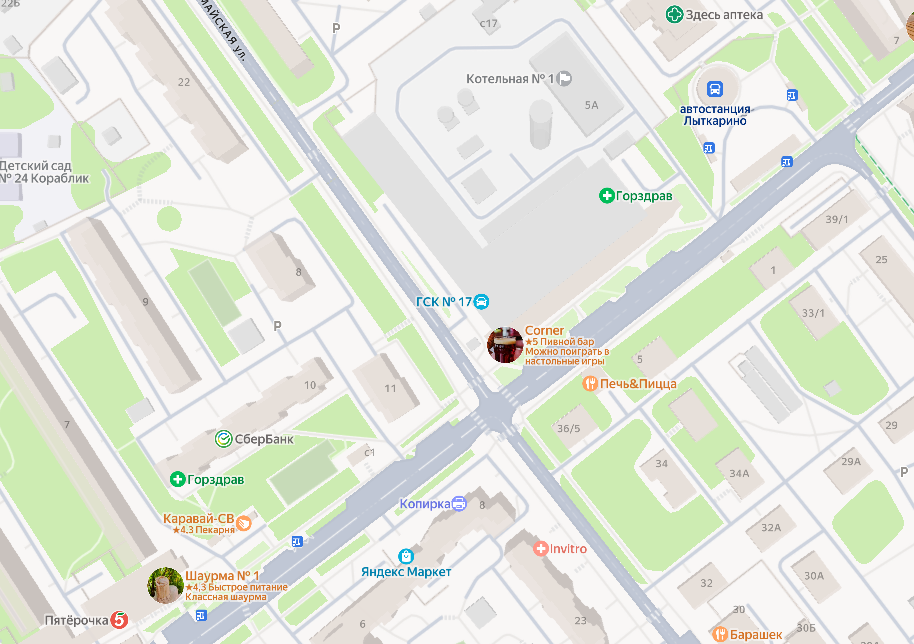 22Б
МАЙСКАЯ УЛ.
P
с17
Здесь аптека
7
22
Котельная № 1
5А
автостанция
Лыткарино
Детский сад
№ 24 Кораблик
Горздрав
39/1
25
8
1
9
ГСК № 17
33/1
P
Corner
★5 Пивной бар
Можно поиграть в
настольные игры
5
10
11
Печь&Пицца
7
36/5
29
СберБанк
с1
34
34А
29А
P
Горздрав
Копирка
8
Каравай-СВ
★4,3 Пекарня
32А
Invitro
Яндекс Маркет
Шаурма № 1
★4,3 Быстрое питание
Классная шаурма
32
30А
30
Пятёрочка 5
6
23
Барашек